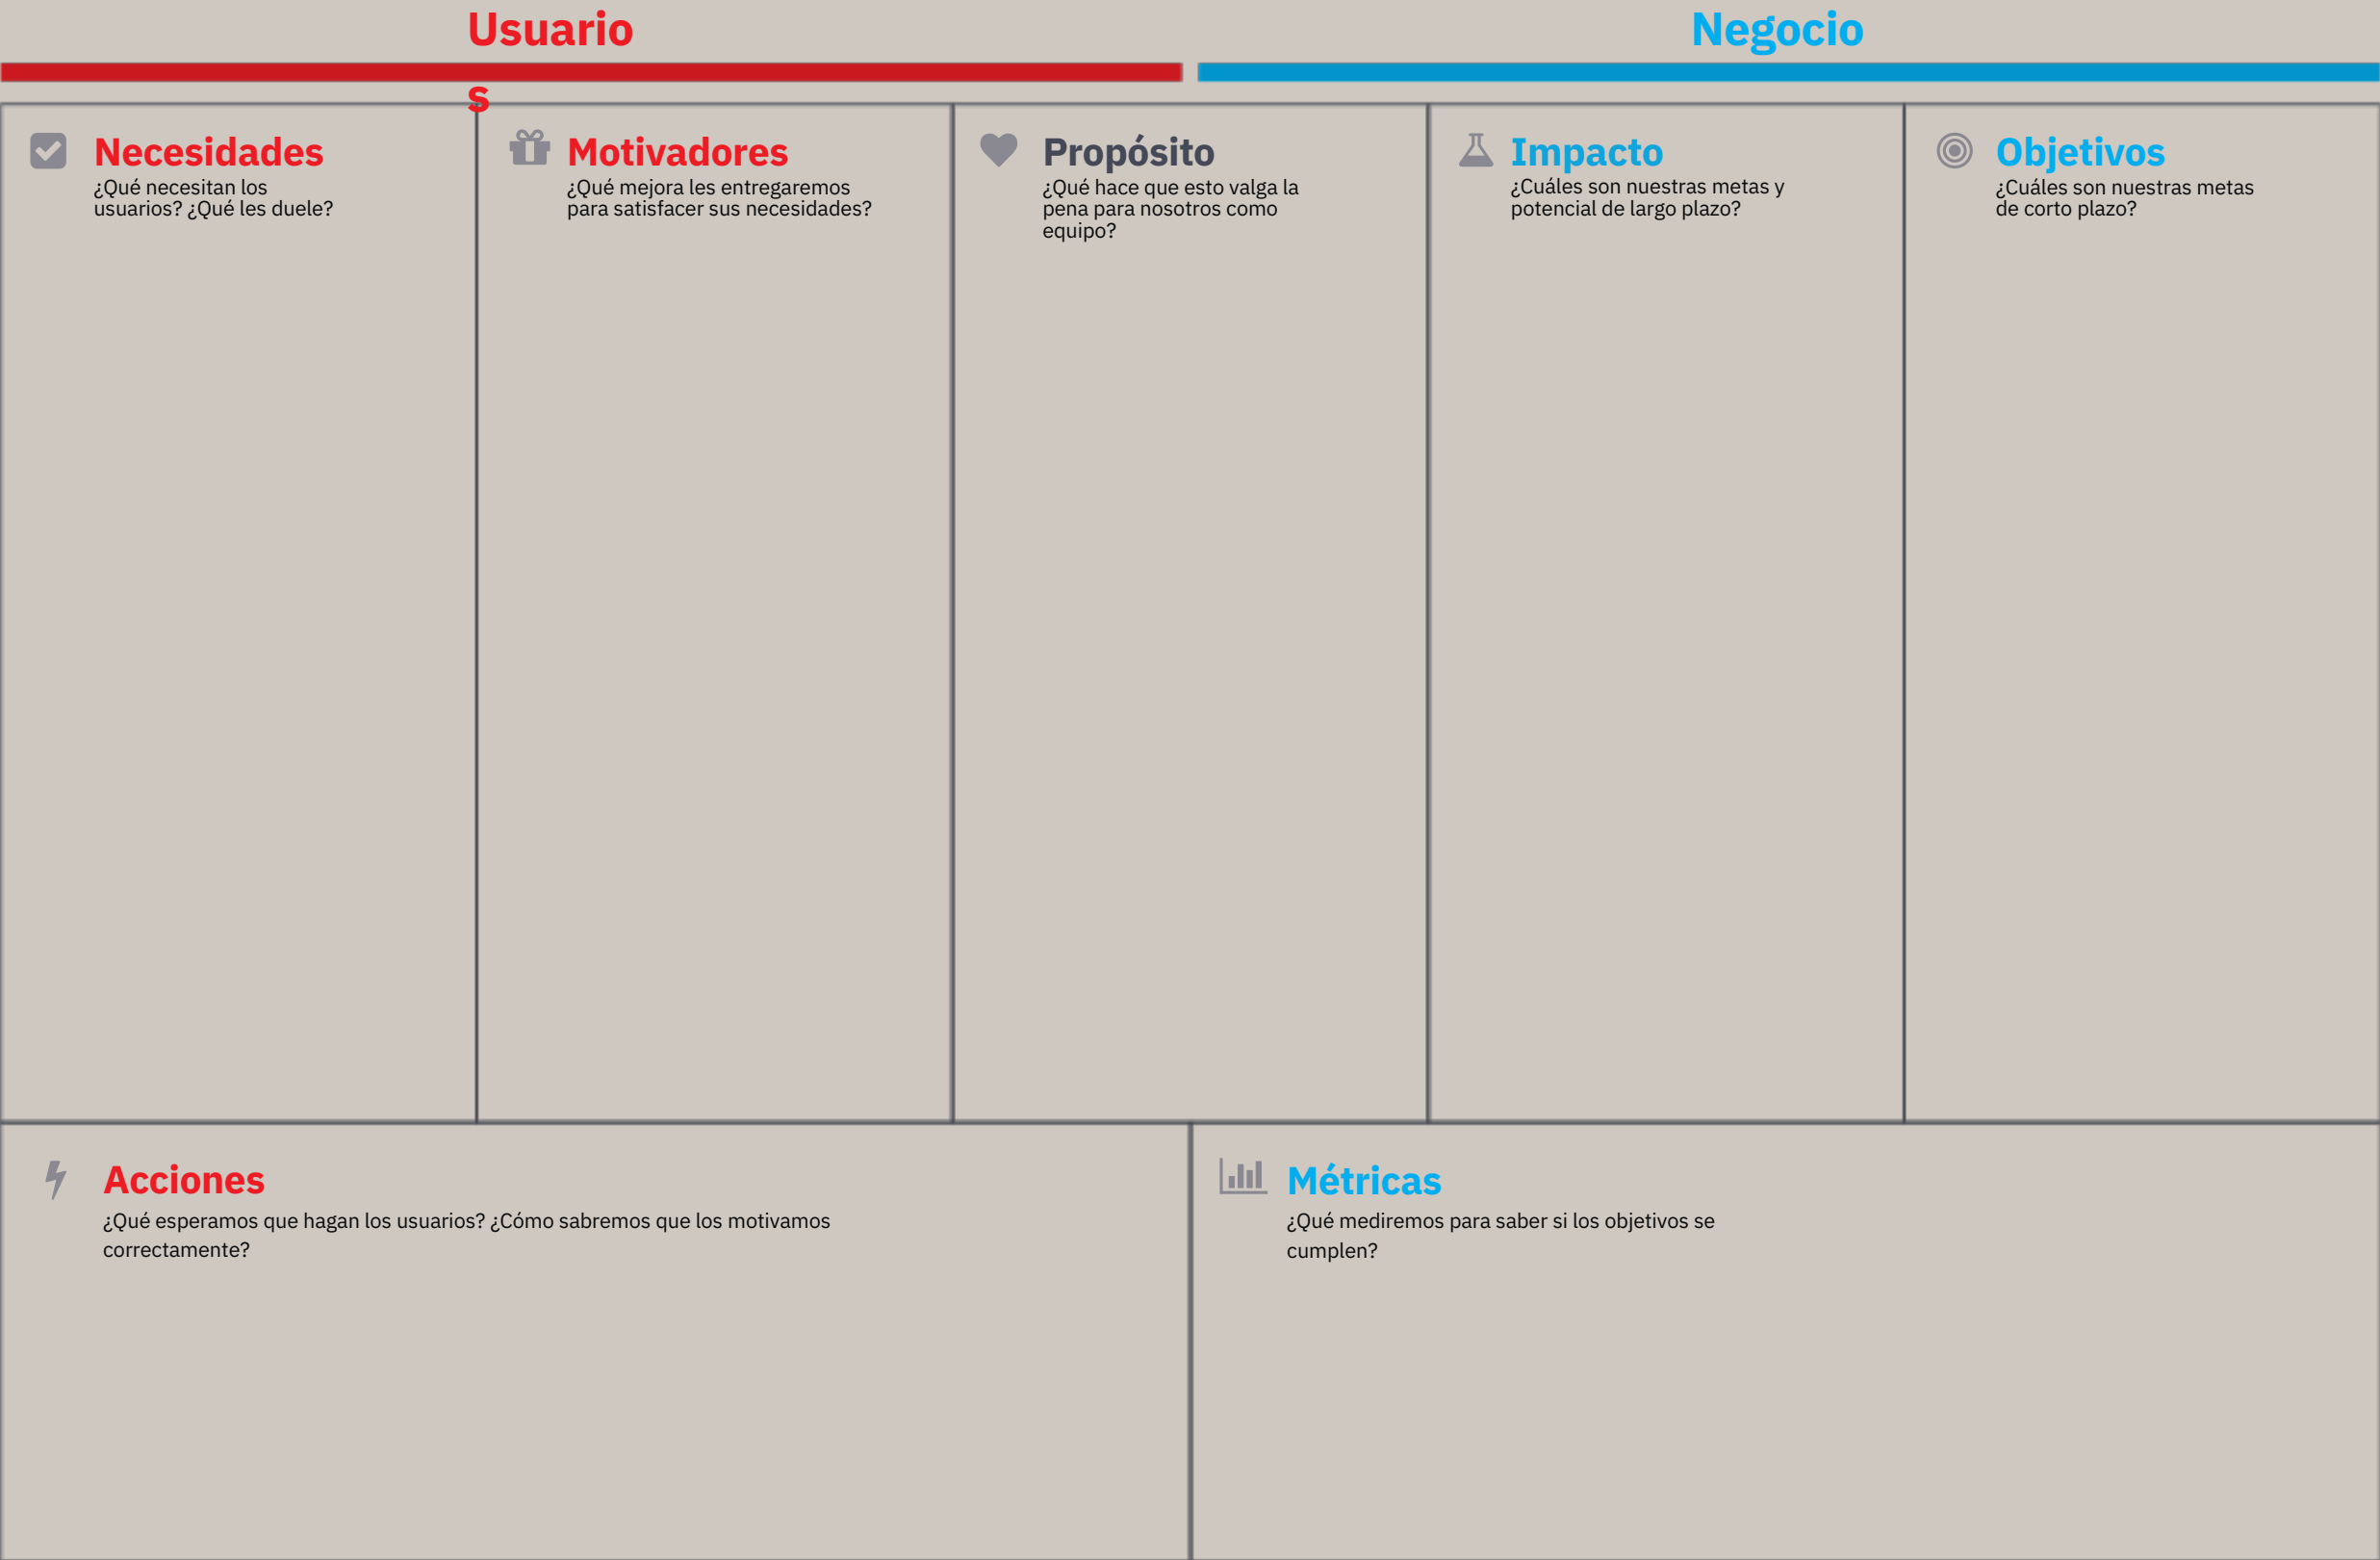 Usuario
s
Negocio
Necesidades
¿Qué necesitan los
usuarios? ¿Qué les duele?
Motivadores
¿Qué mejora les entregaremos
para satisfacer sus necesidades?
Propósito
¿Qué hace que esto valga la
pena para nosotros como
equipo?
Impacto
¿Cuáles son nuestras metas y
potencial de largo plazo?
Objetivos
¿Cuáles son nuestras metas
de corto plazo?
Acciones
¿Qué esperamos que hagan los usuarios? ¿Cómo sabremos que los motivamos
correctamente?
Métricas
¿Qué mediremos para saber si los objetivos se
cumplen?